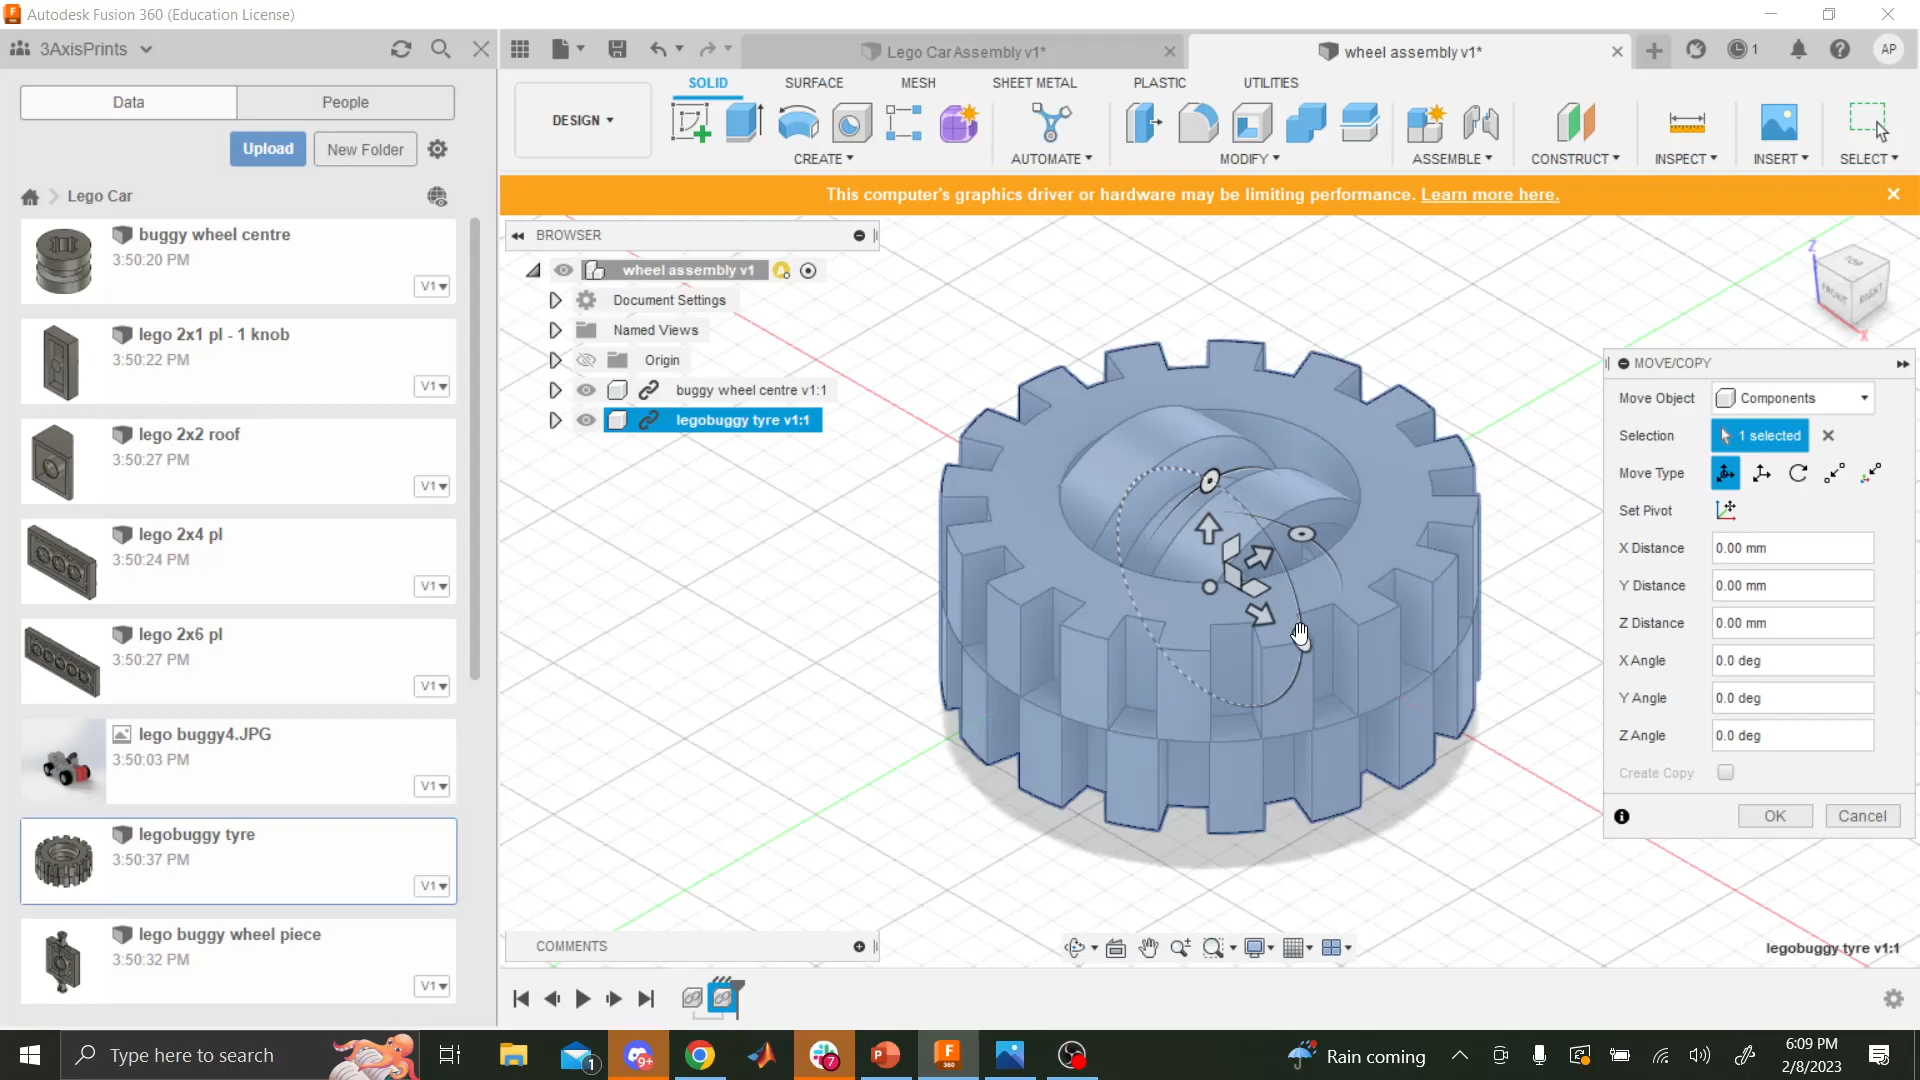 Autodesk Fusion 360 (Education License)
3AxisPrints
Lego Car Assembly v1*
wheel assembly v1*
1
AP
Data
People
Upload
New Folder
Lego Car
buggy wheel centre
3:50:20 PM
V1
lego 2x1 pl - 1 knob
3:50:22 PM
V1
lego 2x2 roof
3:50:27 PM
V1
lego 2x4 pl
3:50:24 PM
V1
lego 2x6 pl
3:50:27 PM
V1
lego buggy4.JPG
3:50:03 PM
V1
legobuggy tyre
3:50:37 PM
V1
lego buggy wheel piece
3:50:32 PM
V1
DESIGN
SOLID
SURFACE
MESH
SHEET METAL
PLASTIC
UTILITIES
CREATE
AUTOMATE
MODIFY
ASSEMBLE
CONSTRUCT
INSPECT
INSERT
SELECT
This computer's graphics driver or hardware may be limiting performance. Learn more here.
BROWSER
wheel assembly v1
Document Settings
Named Views
Origin
buggy wheel centre v1:1
legobuggy tyre v1:1
Z
TOP
FRONT
RIGHT
X
MOVE/COPY
Move Object
Components
Selection
1 selected
Move Type
Set Pivot
X Distance
0.00 mm
Y Distance
0.00 mm
Z Distance
0.00 mm
X Angle
0.0 deg
Y Angle
0.0 deg
Z Angle
0.0 deg
Create Copy
OK
Cancel
COMMENTS
legobuggy tyre v1:1
Type here to search
1
9+
7
P
F
360
Rain coming
6:09 PM
2/8/2023